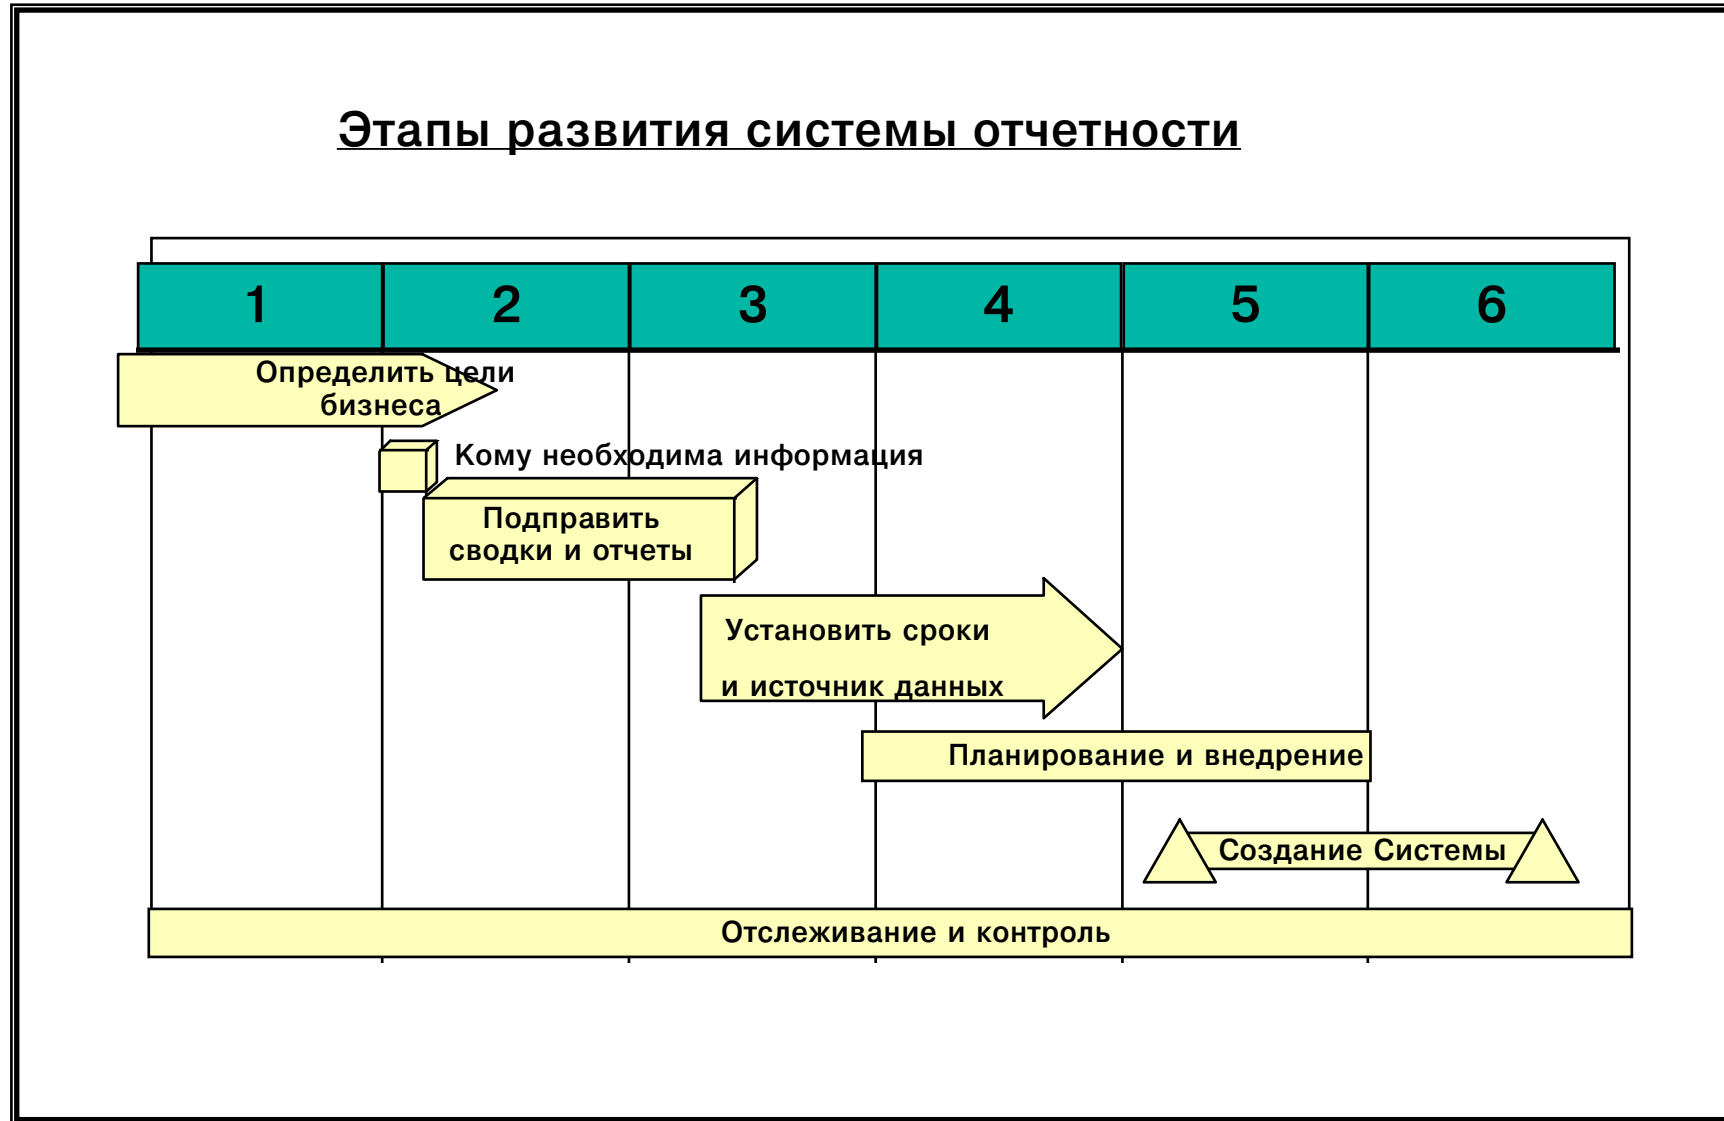 Этапы развития системы отчетности
1 2 3 4 5 6
Определить цели
бизнеса
Кому необходима информация
Подправить
сводки и отчеты
Установить сроки
и источник данных
Планирование и внедрение
Создание Системы
Отслеживание и контроль